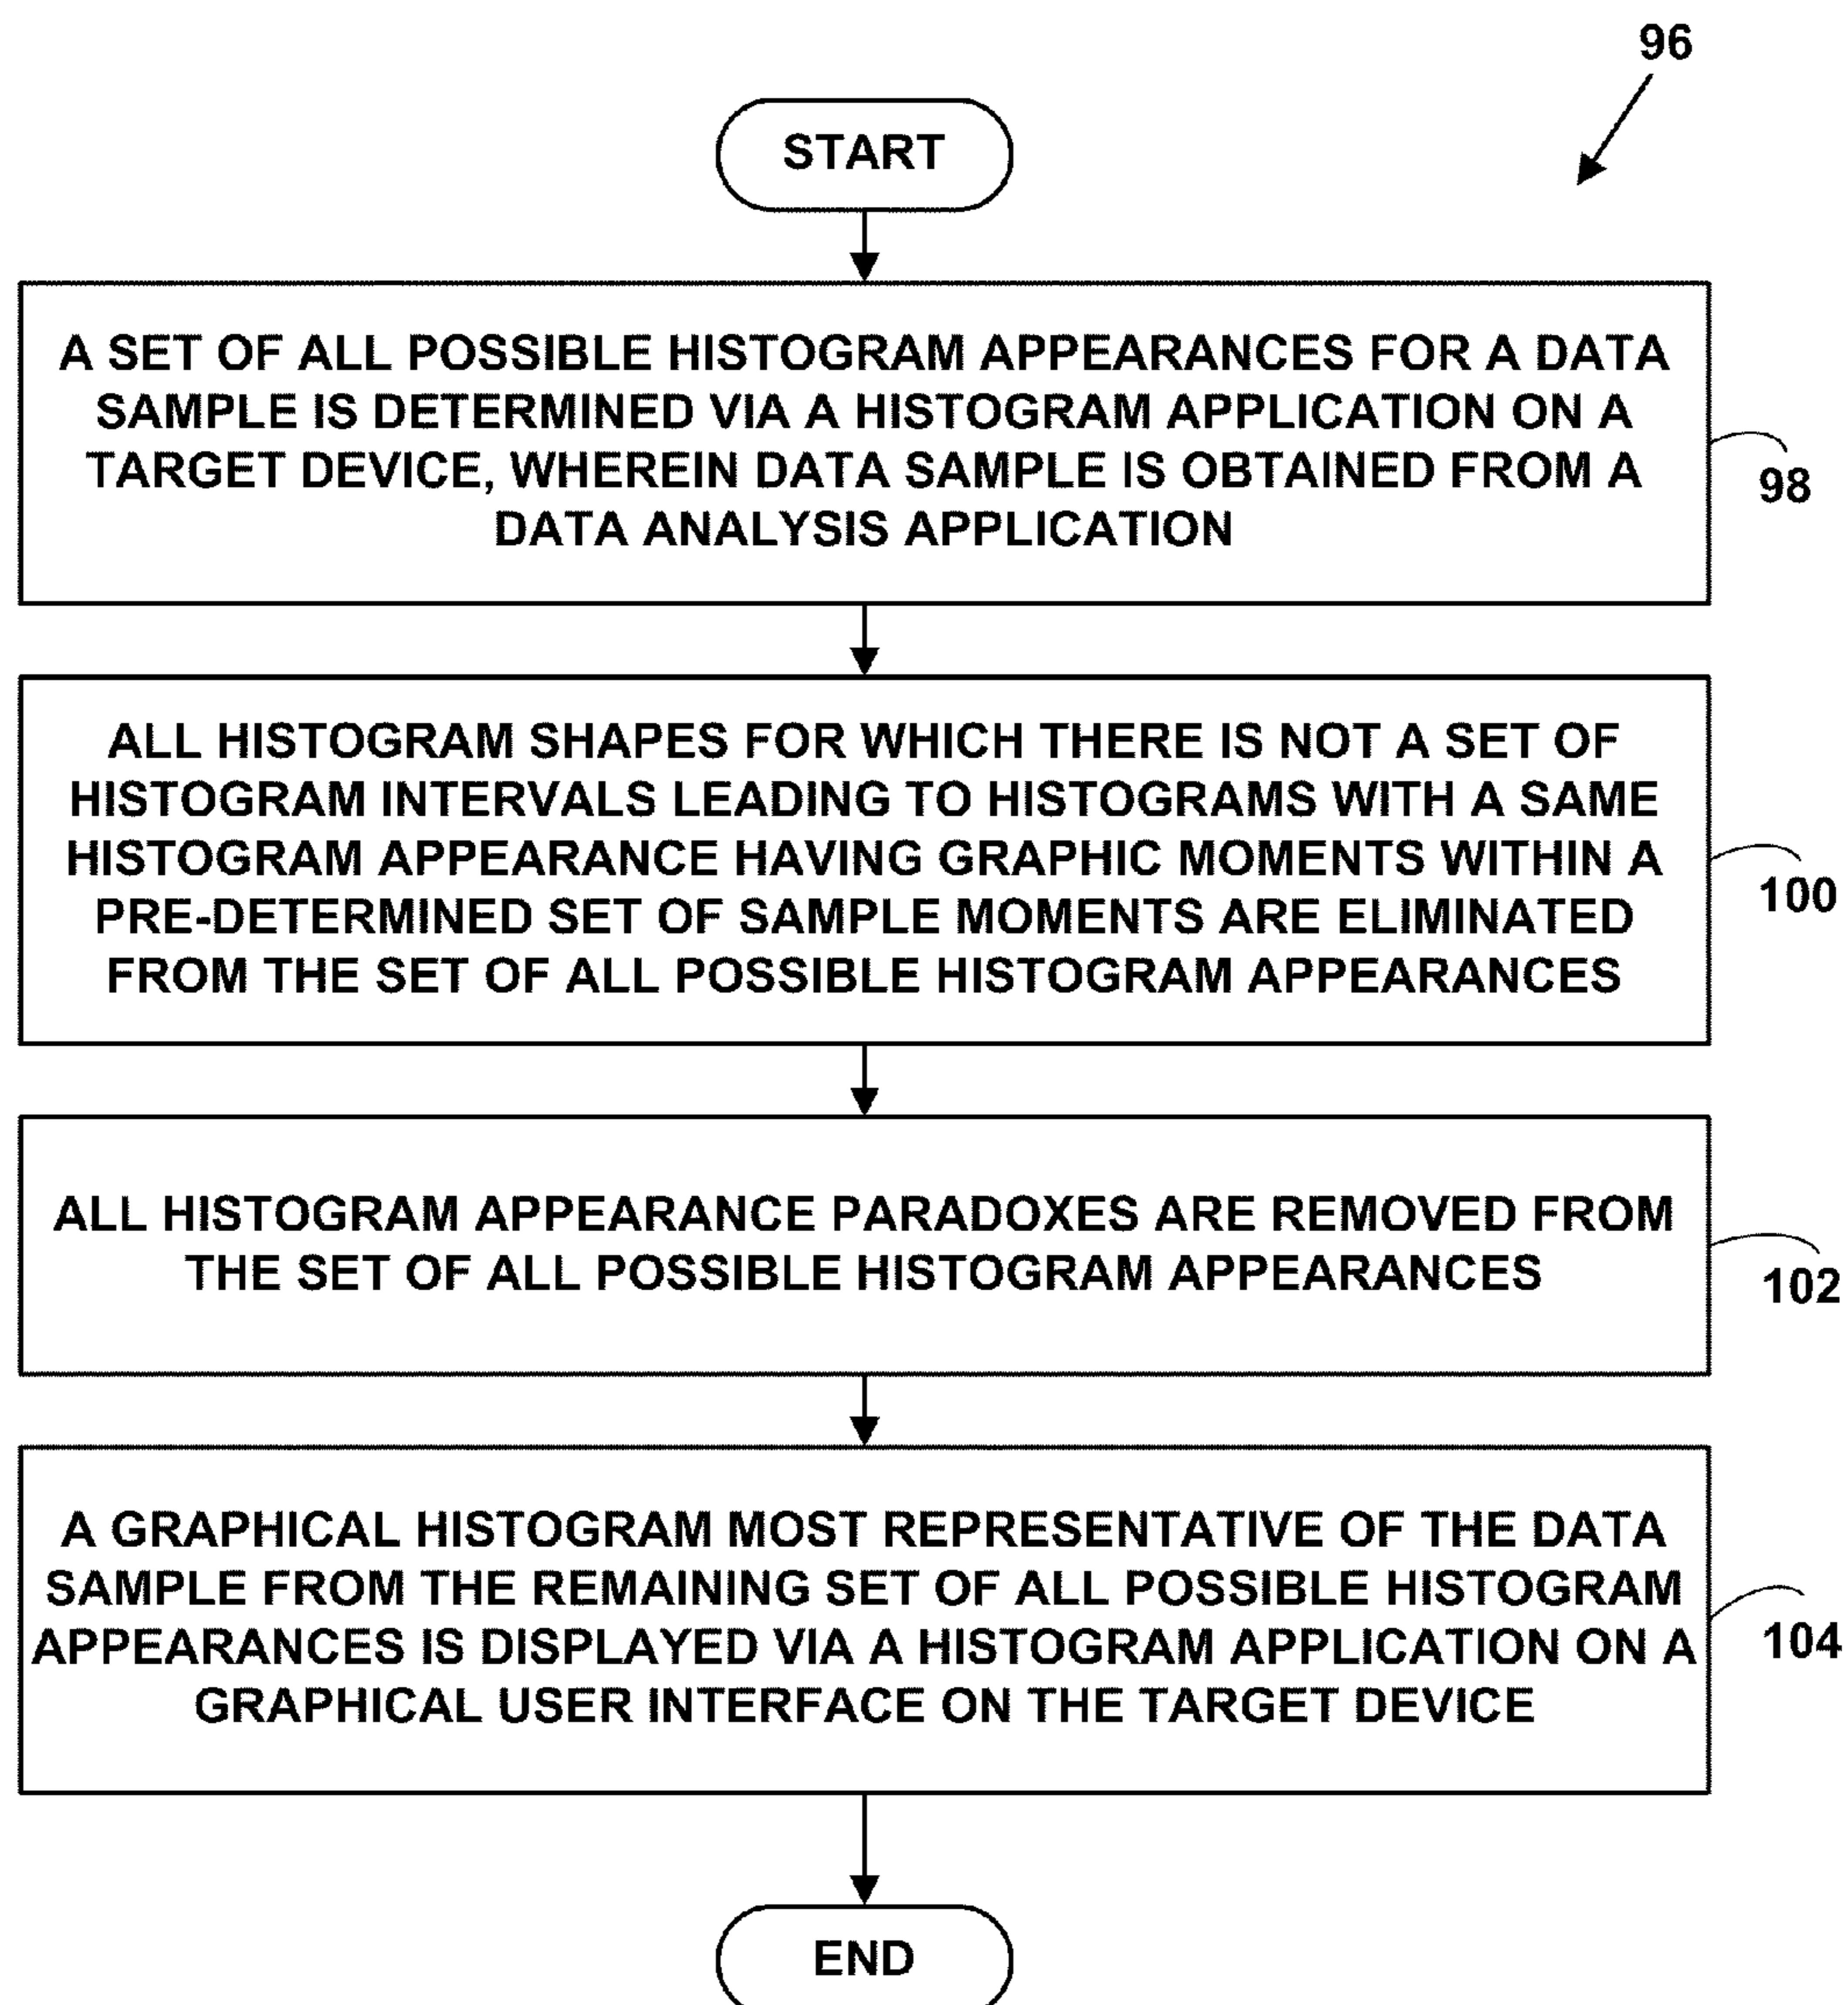 96
START
A SET OF ALL POSSIBLE HISTOGRAM APPEARANCES FOR A DATA
SAMPLE IS DETERMINED VIA A HISTOGRAM APPLICATION ON A
TARGET DEVICE, WHEREIN DATA SAMPLE IS OBTAINED FROM A
DATA ANALYSIS APPLICATION
98
ALL HISTOGRAM SHAPES FOR WHICH THERE IS NOT A SET OF
HISTOGRAM INTERVALS LEADING TO HISTOGRAMS WITH A SAME
HISTOGRAM APPEARANCE HAVING GRAPHIC MOMENTS WITHIN A
PRE-DETERMINED SET OF SAMPLE MOMENTS ARE ELIMINATED
FROM THE SET OF ALL POSSIBLE HISTOGRAM APPEARANCES
100
ALL HISTOGRAM APPEARANCE PARADOXES ARE REMOVED FROM
THE SET OF ALL POSSIBLE HISTOGRAM APPEARANCES
102
A GRAPHICAL HISTOGRAM MOST REPRESENTATIVE OF THE DATA
SAMPLE FROM THE REMAINING SET OF ALL POSSIBLE HISTOGRAM
APPEARANCES IS DISPLAYED VIA A HISTOGRAM APPLICATION ON A
GRAPHICAL USER INTERFACE ON THE TARGET DEVICE
104
END